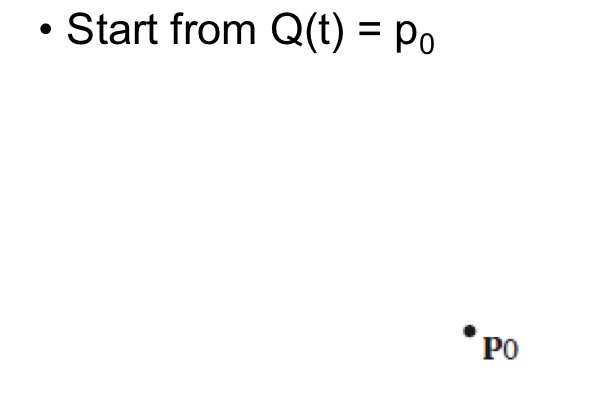 • Start from Q(t) = p₀
P0